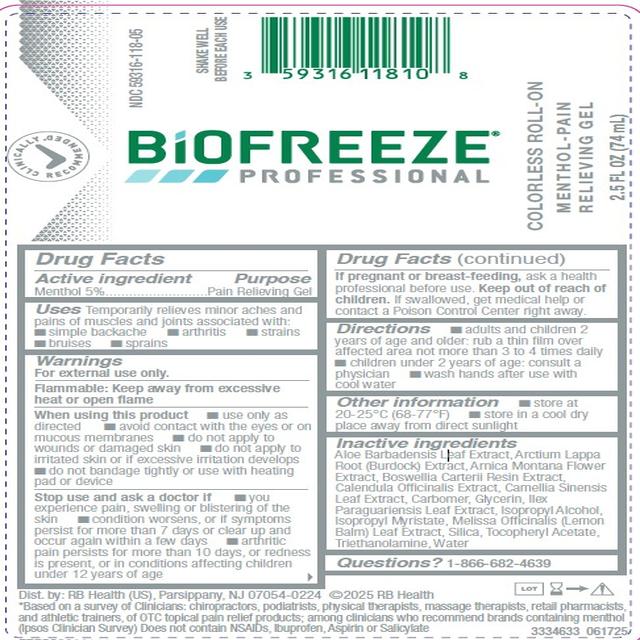 NDC 59316-118-05
SHAKE WELL
BEFORE EACH USE
3 59316 11810 8
CLINICALLY RECOMMENDED*
BiOFREEZE®
PROFESSIONAL
COLORLESS ROLL-ON
MENTHOL-PAIN
RELIEVING GEL
2.5 FL OZ (74 mL)
Drug Facts
Active ingredient Purpose
Menthol 5%........................Pain Relieving Gel
Uses Temporarily relieves minor aches and
pains of muscles and joints associated with:
■ simple backache ■ arthritis ■ strains
■ bruises ■ sprains
Warnings
For external use only.
Flammable: Keep away from excessive
heat or open flame
When using this product ■ use only as
directed ■ avoid contact with the eyes or on
mucous membranes ■ do not apply to
wounds or damaged skin ■ do not apply to
irritated skin or if excessive irritation develops
■ do not bandage tightly or use with heating
pad or device
Stop use and ask a doctor if ■ you
experience pain, swelling or blistering of the
skin ■ condition worsens, or if symptoms
persist for more than 7 days or clear up and
occur again within a few days ■ arthritic
pain persists for more than 10 days, or redness
is present, or in conditions affecting children
under 12 years of age
Drug Facts (continued)
If pregnant or breast-feeding, ask a health
professional before use. Keep out of reach of
children. If swallowed, get medical help or
contact a Poison Control Center right away.
Directions ■ adults and children 2
years of age and older: rub a thin film over
affected area not more than 3 to 4 times daily
■ children under 2 years of age: consult a
physician ■ wash hands after use with
cool water
Other information ■ store at
20-25°C (68-77°F) ■ store in a cool dry
place away from direct sunlight
Inactive ingredients
Aloe Barbadensis Leaf Extract, Arctium Lappa
Root (Burdock) Extract, Arnica Montana Flower
Extract, Boswellia Carterii Resin Extract,
Calendula Officinalis Extract, Camellia Sinensis
Leaf Extract, Carbomer, Glycerin, Ilex
Paraguariensis Leaf Extract, Isopropyl Alcohol,
Isopropyl Myristate, Melissa Officinalis (Lemon
Balm) Leaf Extract, Silica, Tocopheryl Acetate,
Triethanolamine, Water
Questions? 1-866-682-4639
LOT
Dist. by: RB Health (US), Parsippany, NJ 07054-0224 ©2025 RB Health
*Based on a survey of Clinicians: chiropractors, podiatrists, physical therapists, massage therapists, retail pharmacists,
and athletic trainers, of OTC topical pain relief products; among clinicians who recommend brands containing menthol
(Ipsos Clinician Survey) Does not contain NSAIDs, Ibuprofen, Aspirin or Salicylate
3334633 061725